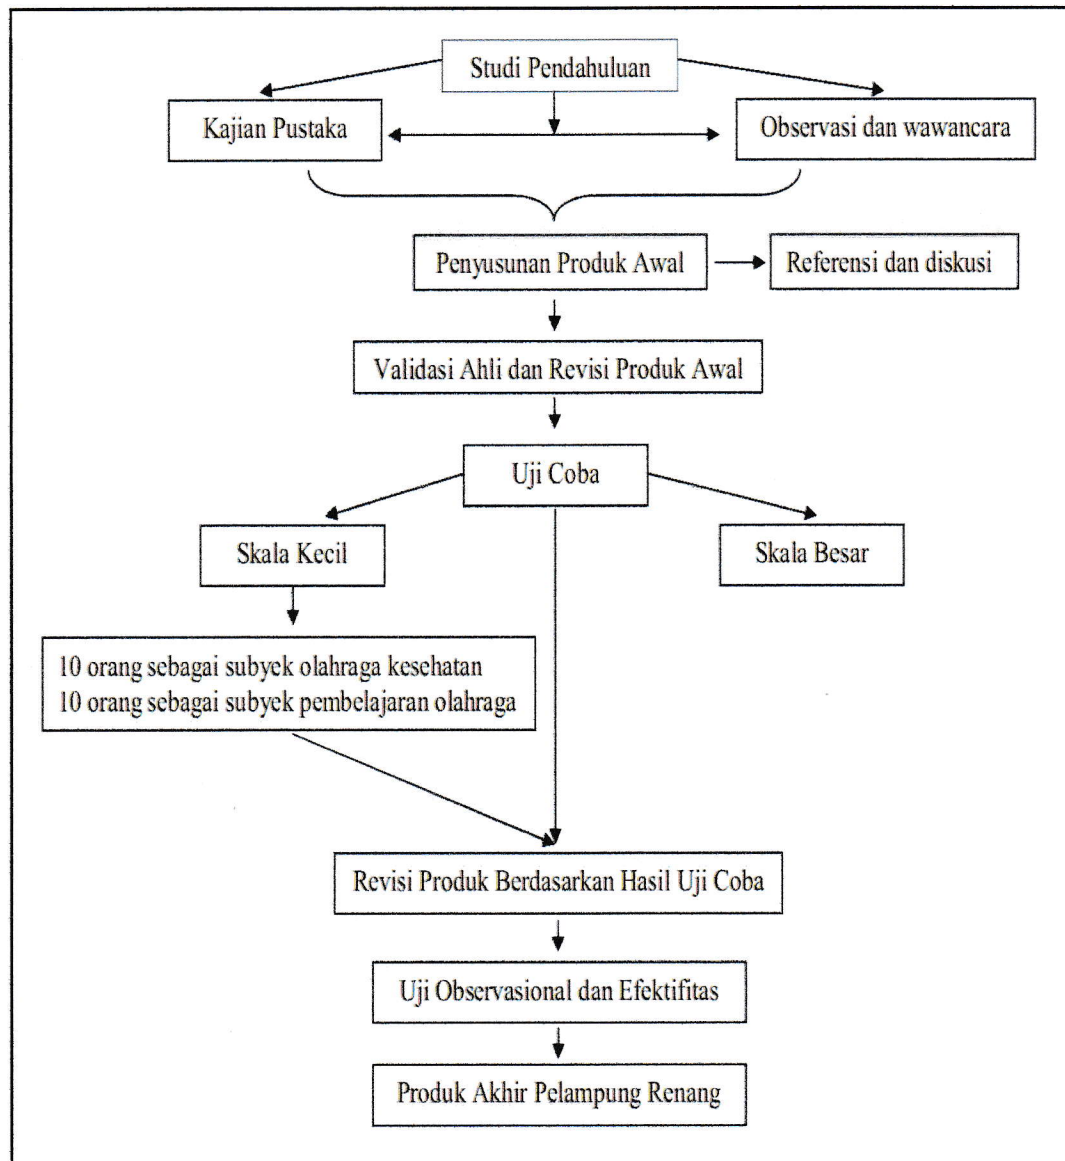 Studi Pendahuluan
Kajian Pustaka
Observasi dan wawancara
Penyusunan Produk Awal
Referensi dan diskusi
Validasi Ahli dan Revisi Produk Awal
Uji Coba
Skala Kecil
Skala Besar
10 orang sebagai subyek olahraga kesehatan
10 orang sebagai subyek pembelajaran olahraga
Revisi Produk Berdasarkan Hasil Uji Coba
Uji Observasional dan Efektifitas
Produk Akhir Pelampung Renang